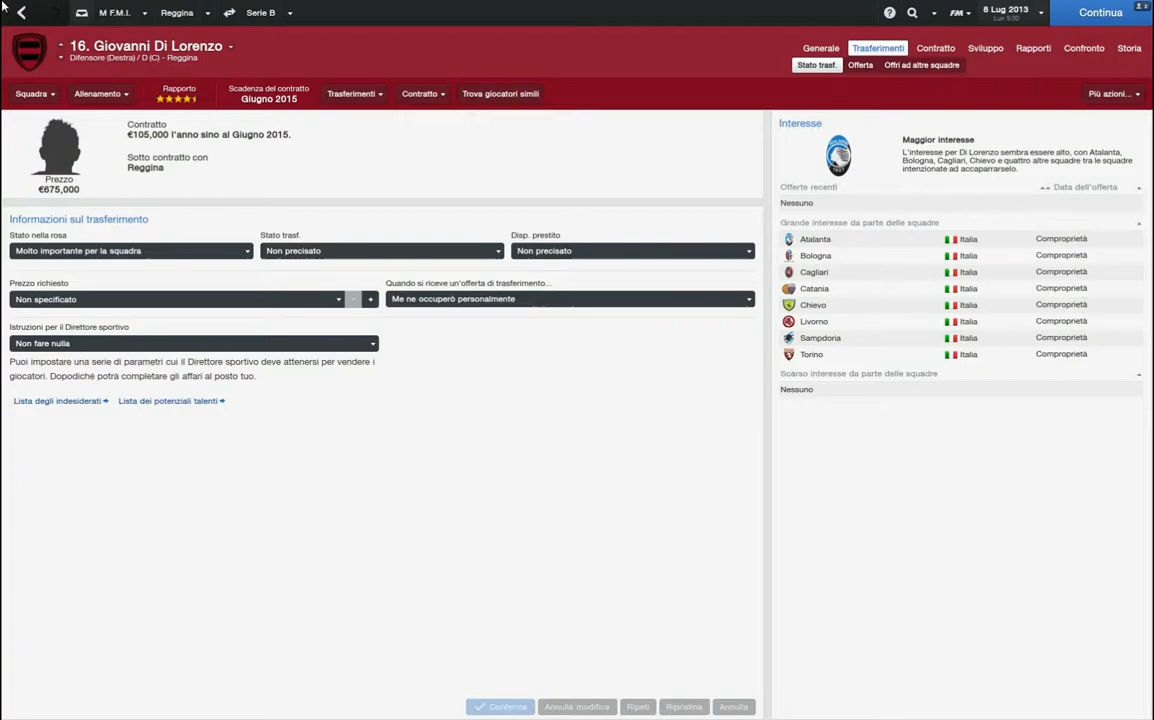 M F.M.I. Reggina Serie B FM 8 Lug 2013 Lun 9:00 Continua 2
16. Giovanni Di Lorenzo
Difensore (Destra) / D (C) - Reggina
Generale Trasferimenti Contratto Sviluppo Rapporti Confronto Storia
Stato trasf. Offerta Offri ad altre squadre
Squadra Allenamento Rapporto Scadenza del contratto Giugno 2015 Trasferimenti Contratto Trova giocatori simili Più azioni...
Prezzo
€675,000
Contratto
€105,000 l'anno sino al Giugno 2015.
Sotto contratto con
Reggina
Informazioni sul trasferimento
Stato nella rosa Stato trasf. Disp. prestito
Molto importante per la squadra Non precisato Non precisato
Prezzo richiesto Quando si riceve un'offerta di trasferimento...
Non specificato - + Me ne occuperò personalmente
Istruzioni per il Direttore sportivo
Non fare nulla
Puoi impostare una serie di parametri cui il Direttore sportivo deve attenersi per vendere i
giocatori. Dopodiché potrà completare gli affari al posto tuo.
Lista degli indesiderati Lista dei potenziali talenti
Conferma Annulla modifica Ripeti Ripristina Annulla
Interesse
Maggior interesse
L'interesse per Di Lorenzo sembra essere alto, con Atalanta,
Bologna, Cagliari, Chievo e quattro altre squadre tra le squadre
intenzionate ad accaparrarselo.
Offerte recenti Data dell'offerta
Nessuno
Grande interesse da parte delle squadre
Atalanta Italia Comproprietà
Bologna Italia Comproprietà
Cagliari Italia Comproprietà
Catania Italia Comproprietà
Chievo Italia Comproprietà
Livorno Italia Comproprietà
Sampdoria Italia Comproprietà
Torino Italia Comproprietà
Scarso interesse da parte delle squadre
Nessuno